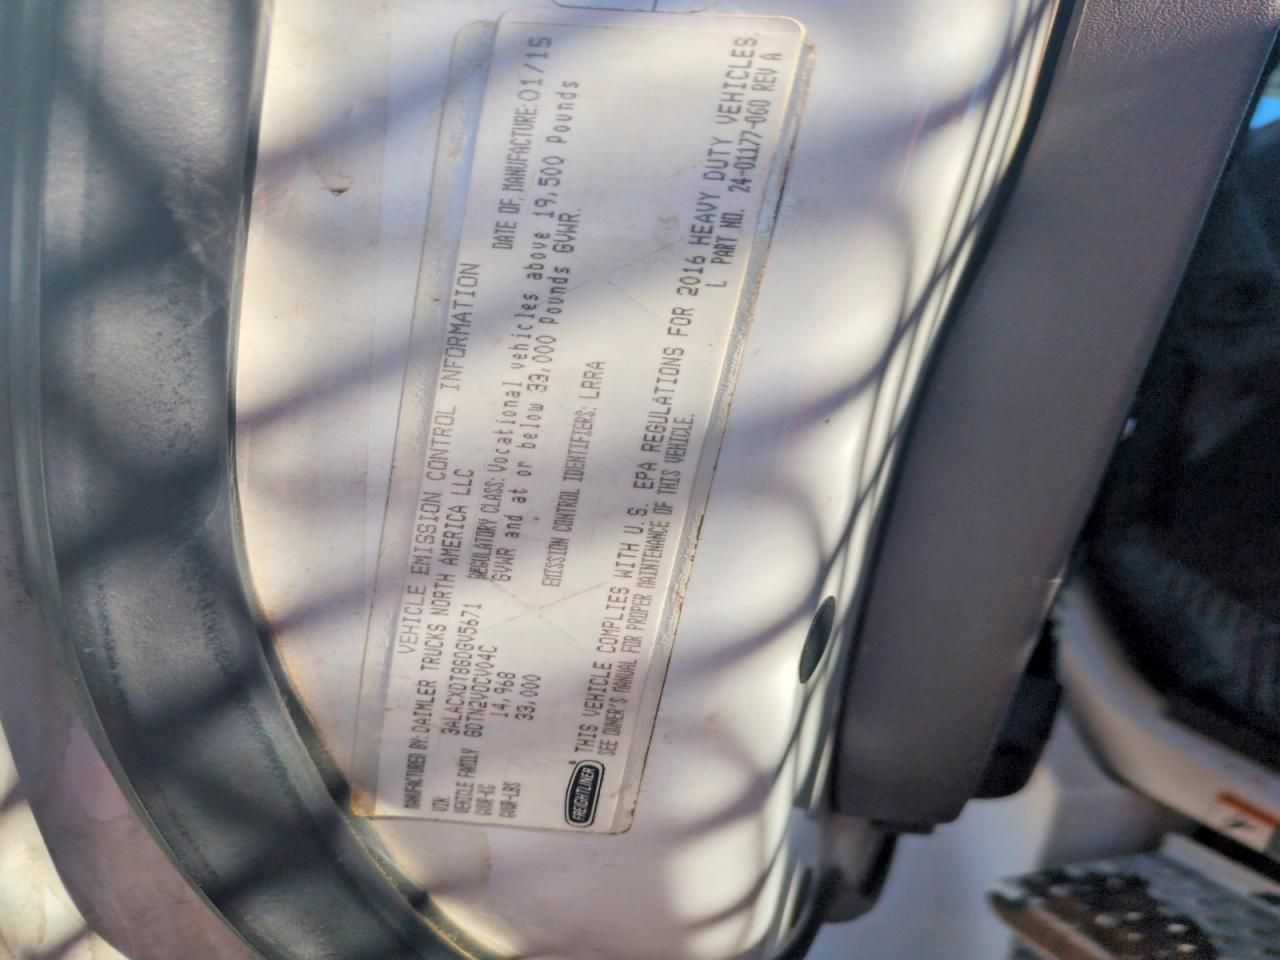 VEHICLE EMISSION CONTROL INFORMATION
MANUFACTURED BY: DAIMLER TRUCKS NORTH AMERICA LLC DATE OF MANUFACTURE: 01/15
VIN: 3ALACXDT8GDGV5671 REGULATORY CLASS: Vocational vehicles above 19,500 Pounds
VEHICLE FAMILY GDTN2VOCV04C GVWR and at or below 33,000 Pounds GVWR.
GVWR-KG 14,968
GVWR-LBS 33,000 EMISSION CONTROL IDENTIFIERS: LRRA
FREIGHTLINER
THIS VEHICLE COMPLIES WITH U.S. EPA REGULATIONS FOR 2016 HEAVY DUTY VEHICLES.
SEE OWNER'S MANUAL FOR PROPER MAINTENANCE OF THIS VEHICLE. L PART NO. 24-01177-060 REV A